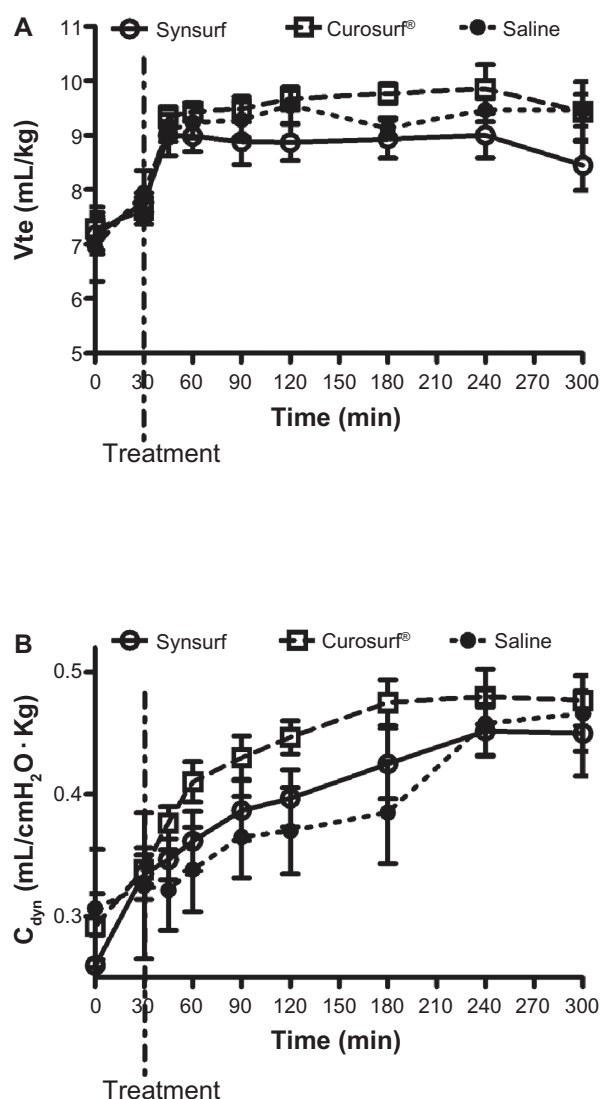 A
Synsurf Curosurf® Saline
11
10
9
8
7
6
5
Vte (mL/kg)
0 30 60 90 120 150 180 210 240 270 300
Time (min)
Treatment
B
Synsurf Curosurf® Saline
0.5
0.4
0.3
C_dyn (mL/cmH₂O·Kg)
0 30 60 90 120 150 180 210 240 270 300
Time (min)
Treatment